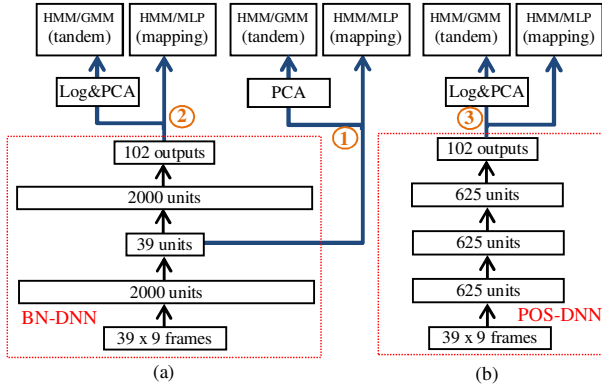 HMM/GMM
(tandem)
HMM/MLP
(mapping)
HMM/GMM
(tandem)
HMM/MLP
(mapping)
HMM/GMM
(tandem)
HMM/MLP
(mapping)
Log&PCA
PCA
Log&PCA
2
1
3
102 outputs
102 outputs
2000 units
625 units
39 units
625 units
2000 units
625 units
BN-DNN
POS-DNN
39 x 9 frames
39 x 9 frames
(a)
(b)